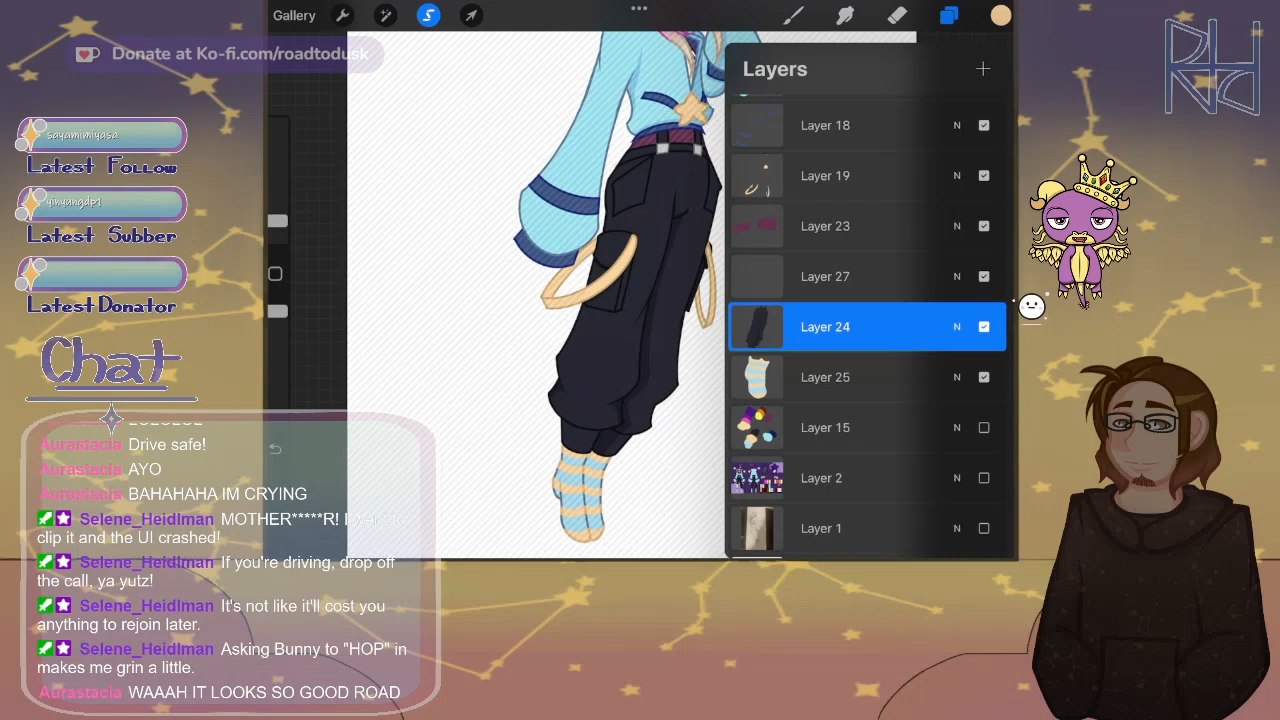 Gallery
Donate at Ko-fi.com/roadtodusk
Layers
sayamimiyasa
Latest Follow
yinyangdp1
Latest Subber
Latest Donator
Chat
Aurastacia Drive safe!
Aurastacia AYO
Aurastacia BAHAHAHA IM CRYING
Selene_Heidlman MOTHER*****R!
clip it and the UI crashed!
Selene_Heidlman If you're driving, drop off
the call, ya yutz!
Selene_Heidlman It's not like it'll cost you
anything to rejoin later.
Selene_Heidlman Asking Bunny to "HOP" in
makes me grin a little.
Aurastacia WAAAH IT LOOKS SO GOOD ROAD
Layer 18 N
Layer 19 N
Layer 23 N
Layer 27 N
Layer 24 N
Layer 25 N
Layer 15 N
Layer 2 N
Layer 1 N
RHD